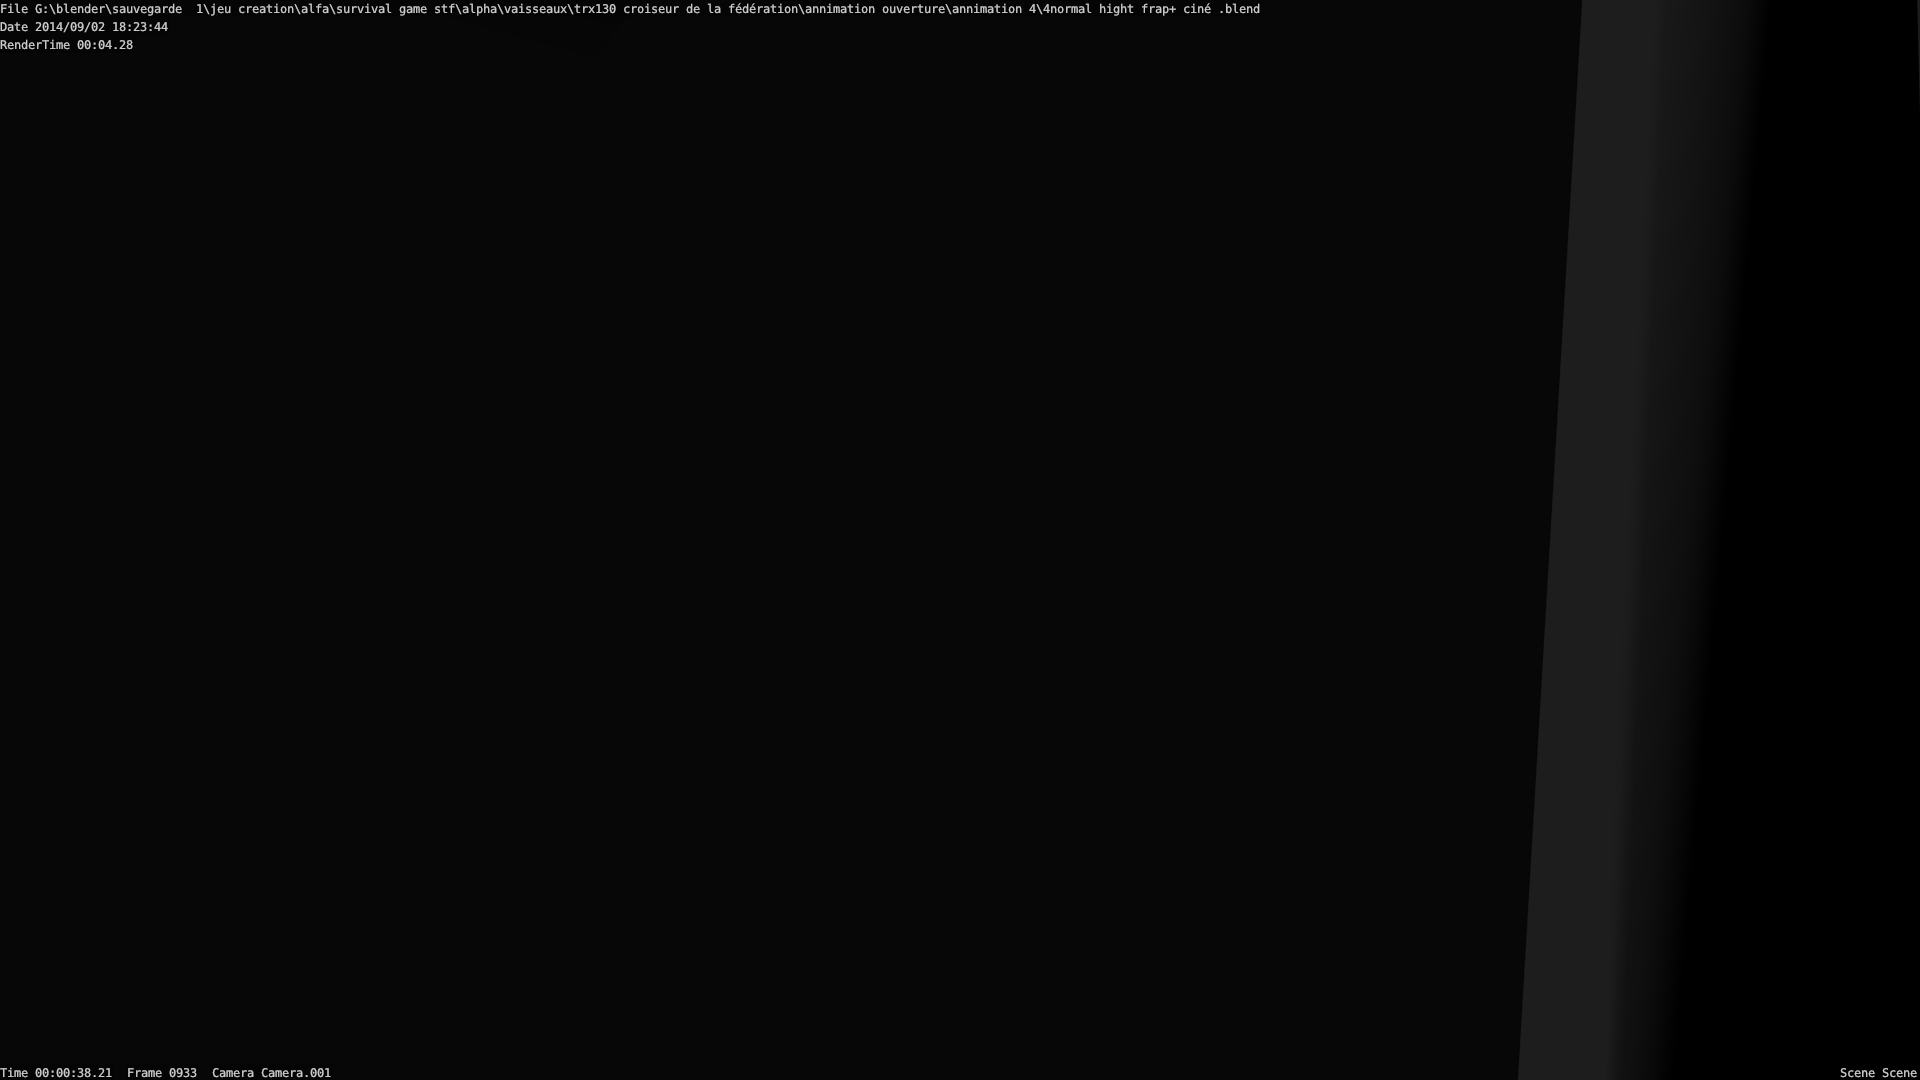 File G:\blender\sauvegarde  1\jeu creation\alfa\survival game stf\alpha\vaisseaux\trx130 croiseur de la fédération\annimation ouverture\annimation 4\4normal hight frap+ ciné .blend
Date 2014/09/02 18:23:44
RenderTime 00:04.28
Time 00:00:38.21  Frame 0933  Camera Camera.001
Scene Scene